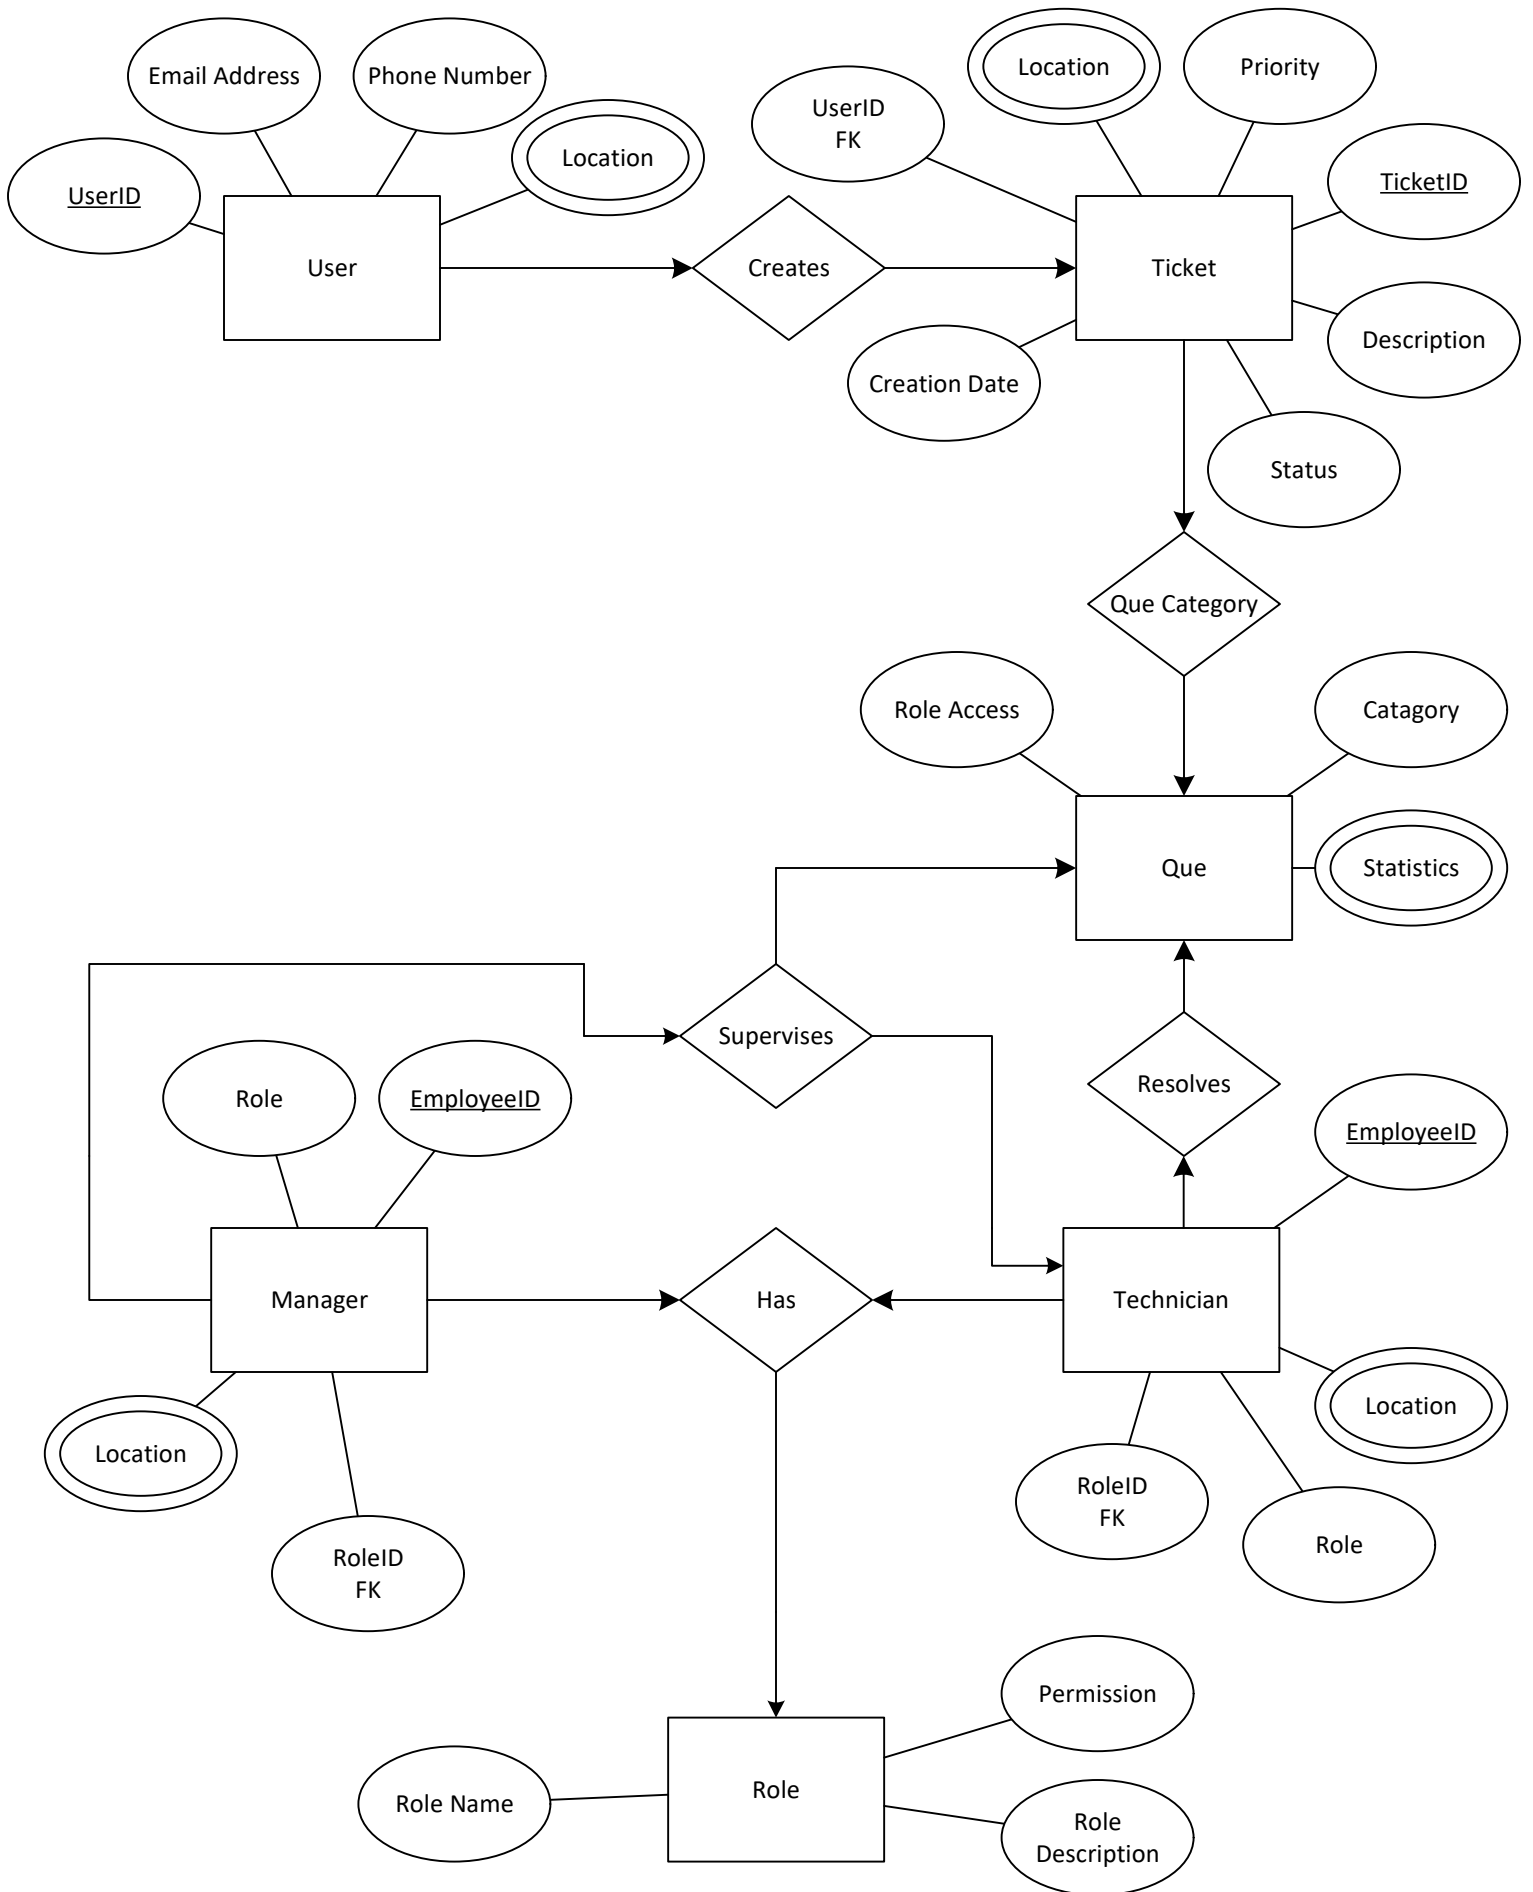 Email Address
Phone Number
Location
UserID
User
Creates
UserID
FK
Location
Priority
TicketID
Ticket
Description
Creation Date
Status
Que Category
Role Access
Catagory
Que
Statistics
Supervises
Resolves
Role
EmployeeID
EmployeeID
Manager
Has
Technician
Location
Location
RoleID
FK
RoleID
FK
Role
Permission
Role Name
Role
Role
Description